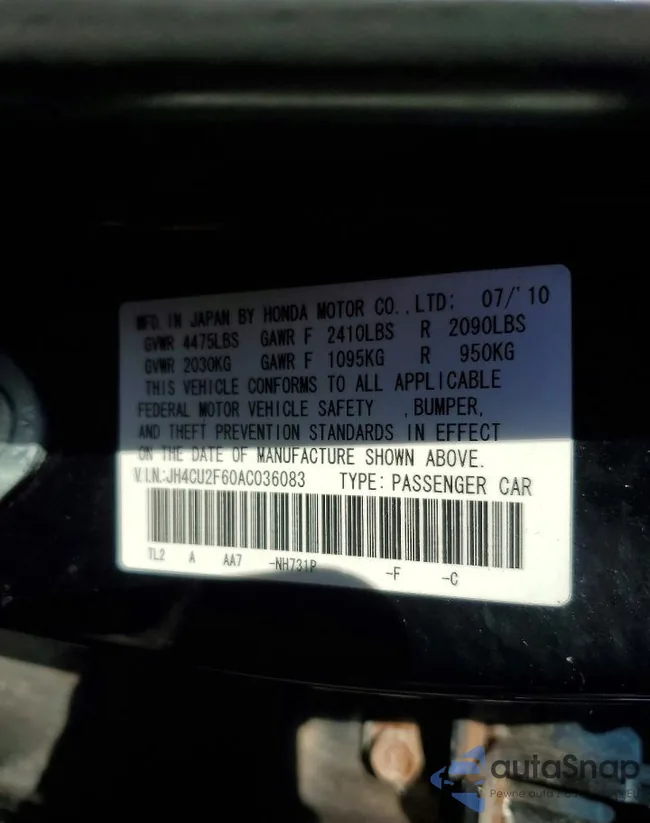 MFD. IN JAPAN BY HONDA MOTOR CO.,LTD: 07/'10
GVWR 4475LBS GAWR F 2410LBS R 2090LBS
GVWR 2030KG GAWR F 1095KG R 950KG
THIS VEHICLE CONFORMS TO ALL APPLICABLE
FEDERAL MOTOR VEHICLE SAFETY ,BUMPER,
AND THEFT PREVENTION STANDARDS IN EFFECT
ON THE DATE OF MANUFACTURE SHOWN ABOVE.
V.I.N.:JH4CU2F60AC036083 TYPE: PASSENGER CAR
TL2 A AA7 -NH731P -F -C
autoSnap
Pewne auto z